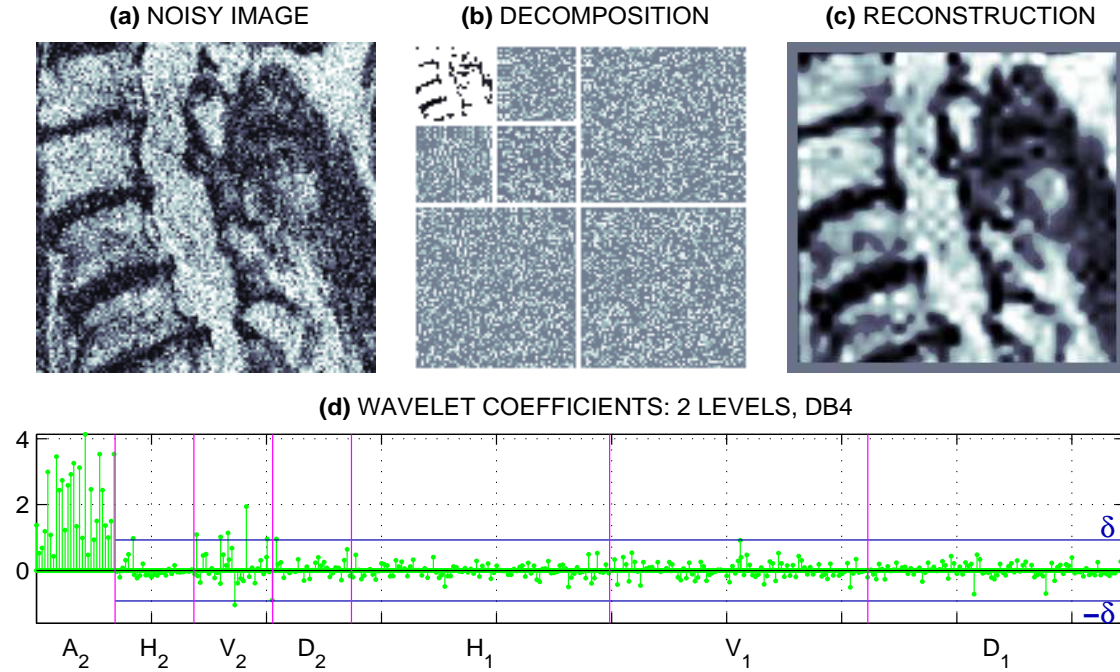 (a) NOISY IMAGE
(b) DECOMPOSITION
(c) RECONSTRUCTION
(d) WAVELET COEFFICIENTS: 2 LEVELS, DB4
4
2
0
δ
−δ
A₂ H₂ V₂ D₂ H₁ V₁ D₁